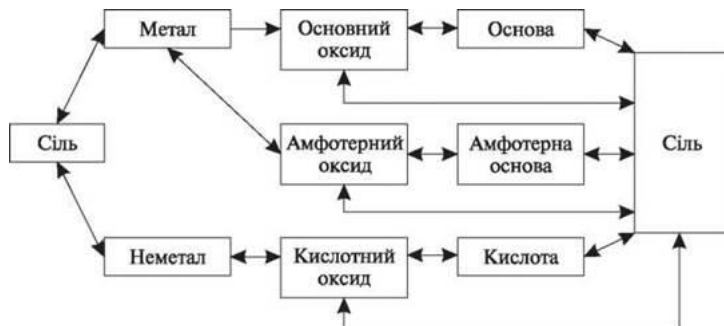 Метал
Основний
оксид
Основа
Сіль
Амфотерний
оксид
Амфотерна
основа
Сіль
Неметал
Кислотний
оксид
Кислота